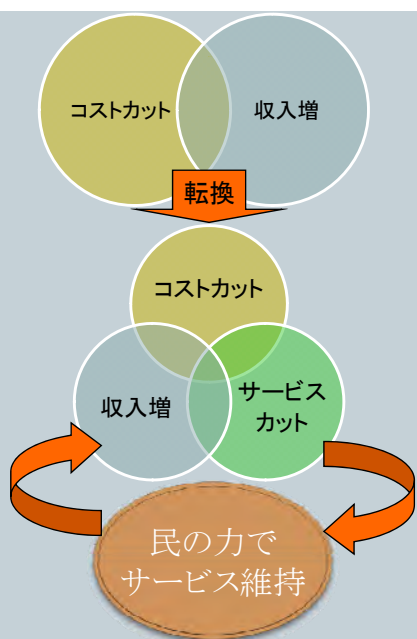 コストカット
収入増
転換
コストカット
収入増
サービス
カット
民の力で
サービス維持